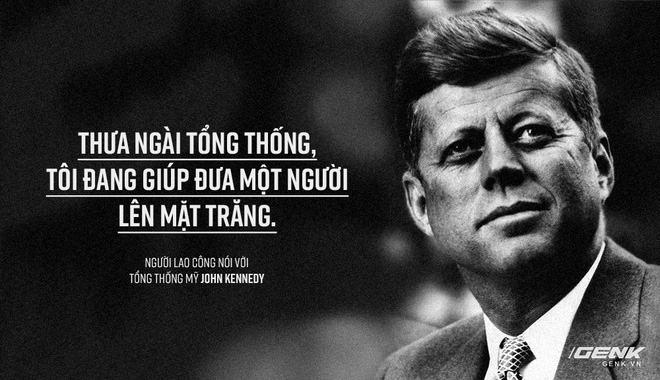 THƯA NGÀI TỔNG THỐNG,
TÔI ĐANG GIÚP ĐƯA MỘT NGƯỜI
LÊN MẶT TRĂNG.
NGƯỜI LAO CÔNG NÓI VỚI
TỔNG THỐNG MỸ JOHN KENNEDY
/GENK
GENK.VN